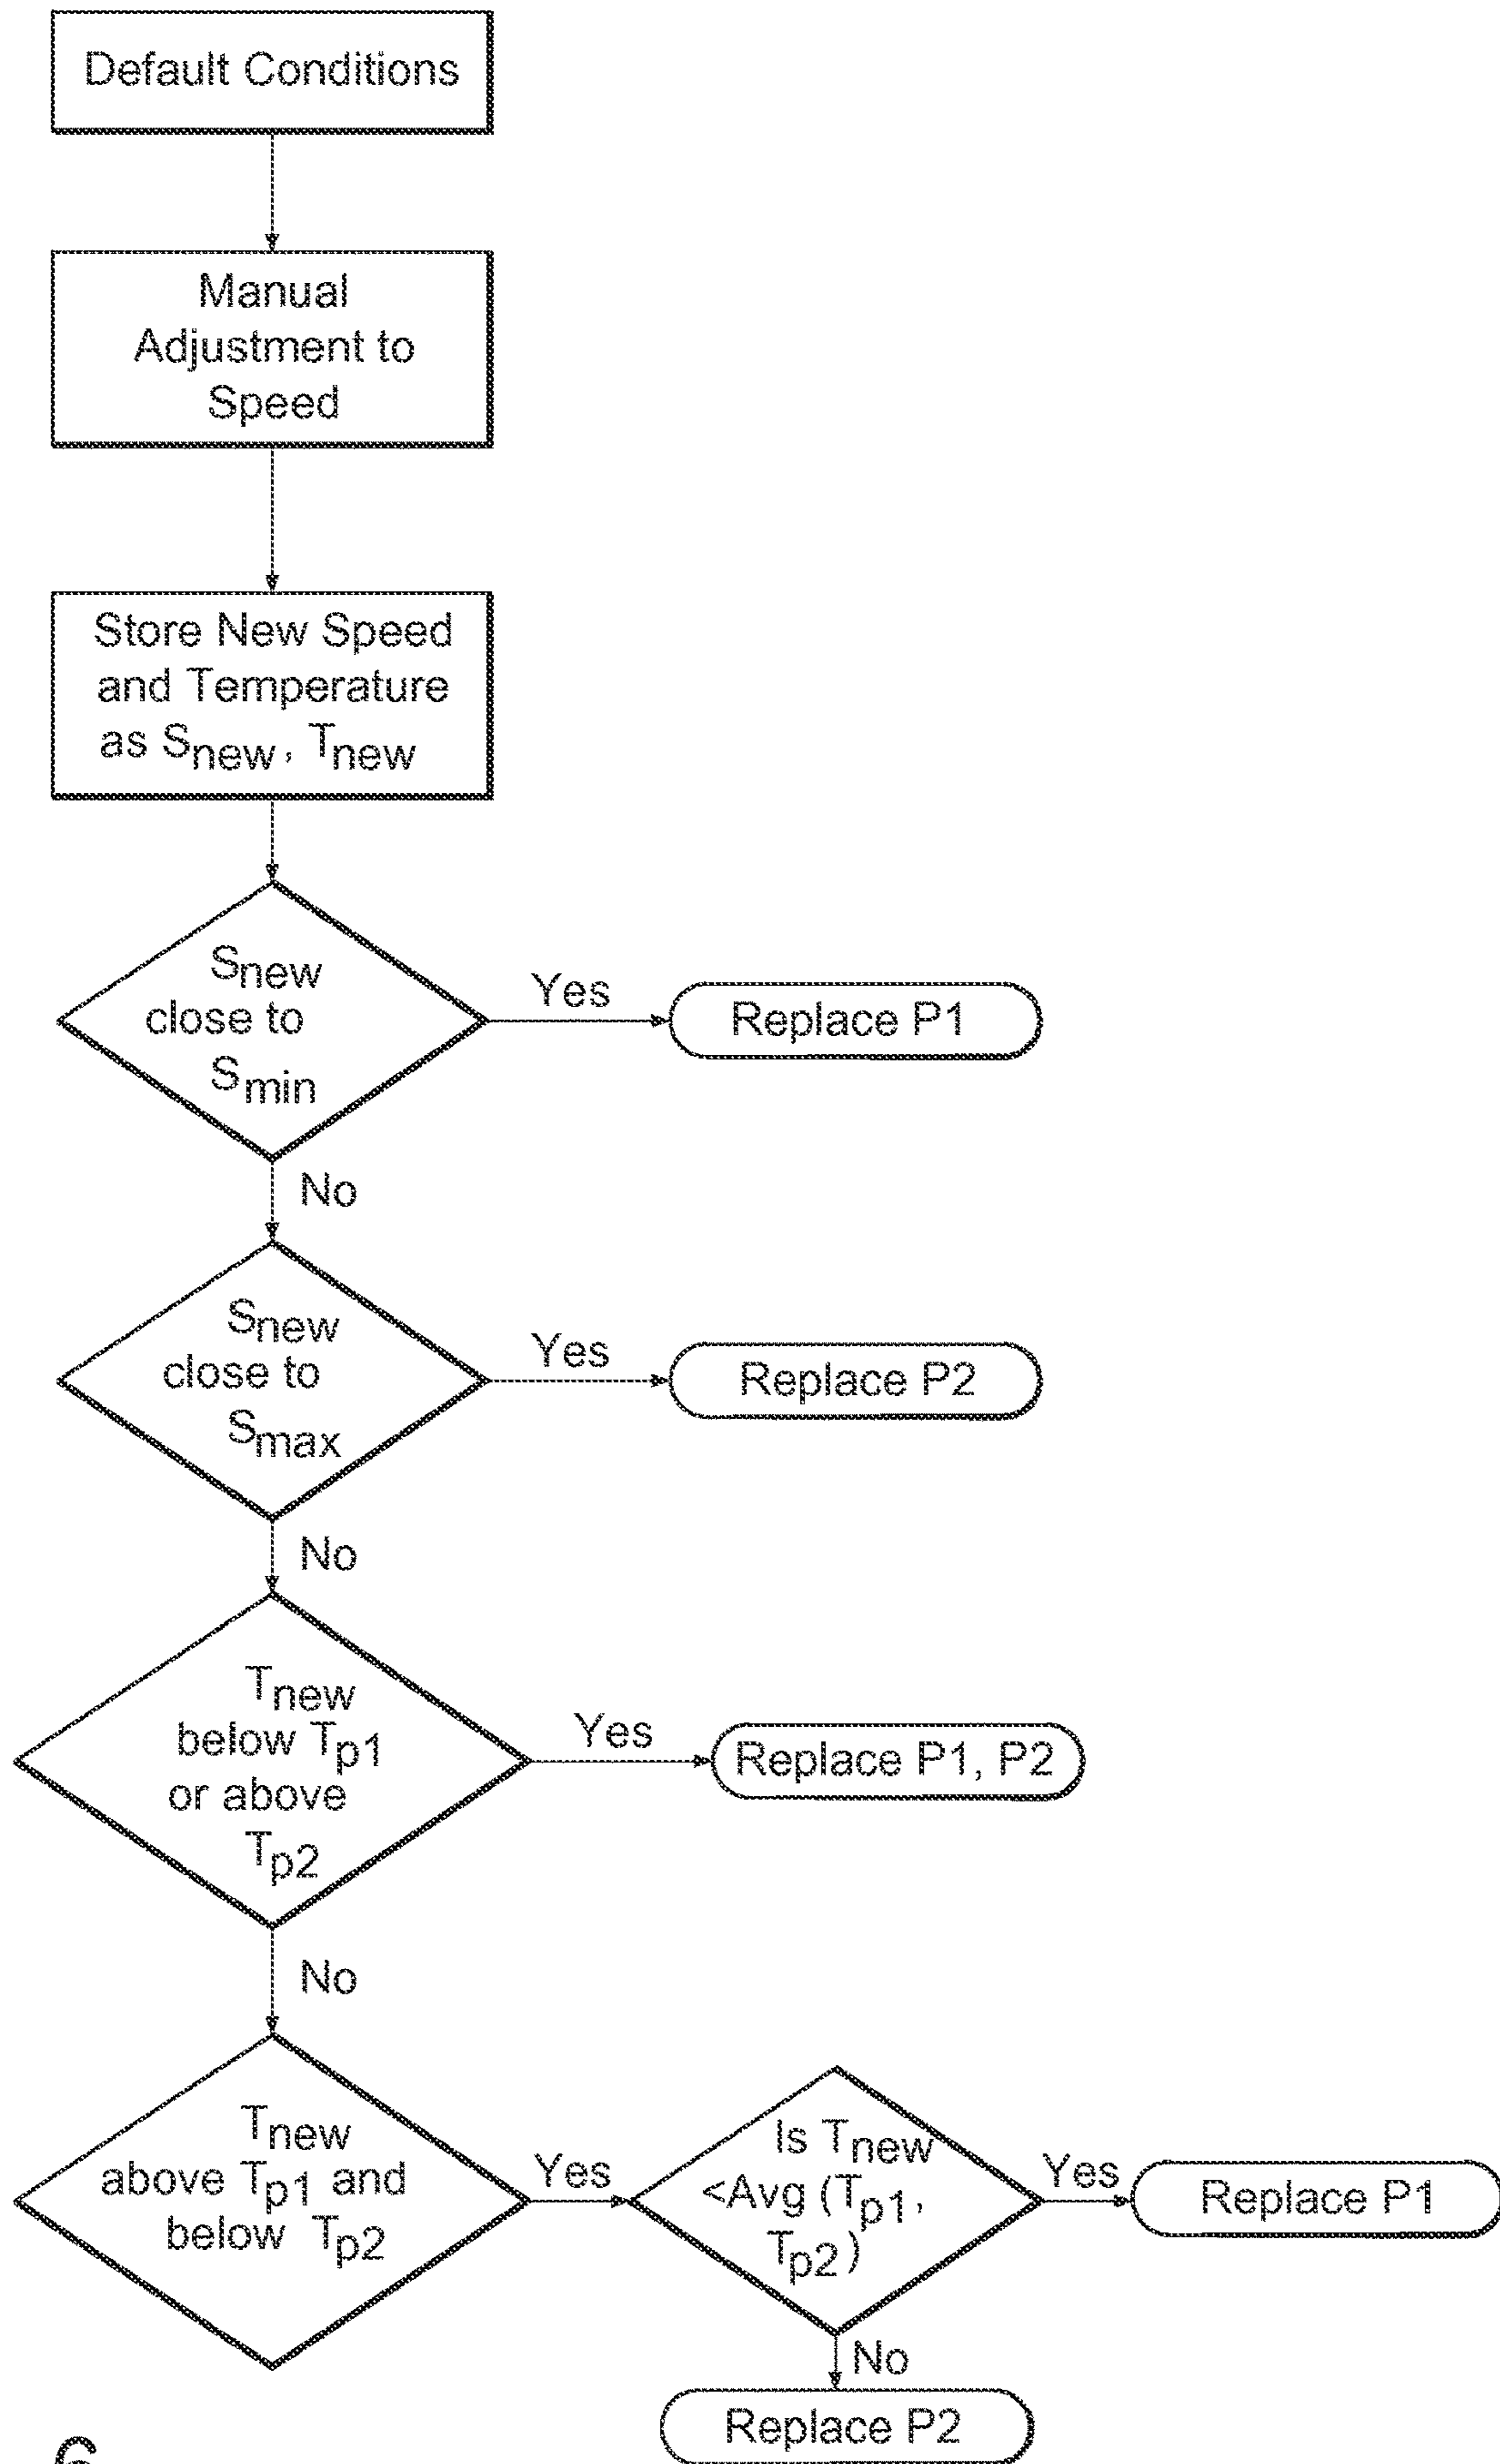 Default Conditions
Manual
Adjustment to
Speed
Store New Speed
and Temperature
as Snew, Tnew
Snew
close to
Smin
Yes
Replace P1
No
Snew
close to
Smax
Yes
Replace P2
No
Tnew
below Tp1
or above
Tp2
Yes
Replace P1, P2
No
Tnew
above Tp1 and
below Tp2
Yes
Is Tnew
<Avg (Tp1,
Tp2)
Yes
Replace P1
No
Replace P2